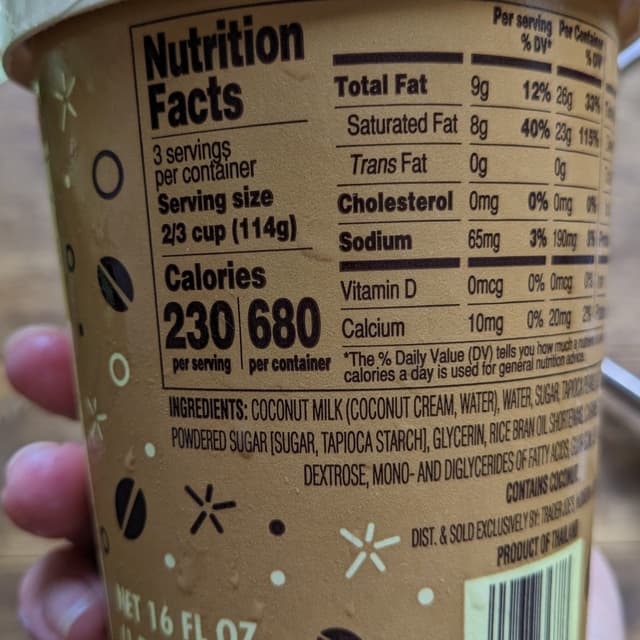 Nutrition Facts
3 servings per container
Serving size
2/3 cup (114g)
Calories
230 680
per serving per container
Per serving Per Container
% DV* % DV*
Total Fat 9g 12% 26g 33%
Saturated Fat 8g 40% 23g 115%
Trans Fat 0g 0g
Cholesterol 0mg 0% 0mg 0%
Sodium 65mg 3% 190mg 8%
Vitamin D 0mcg 0% 0mcg 0%
Calcium 10mg 0% 20mg 2%
*The % Daily Value (DV) tells you how much a
calories a day is used for general nutrition advice.
INGREDIENTS: COCONUT MILK (COCONUT CREAM, WATER), WATER, SUGAR, TAPIOCA
POWDERED SUGAR [SUGAR, TAPIOCA STARCH], GLYCERIN, RICE BRAN OIL SHORTENING
DEXTROSE, MONO- AND DIGLYCERIDES OF FATTY ACIDS,
CONTAINS COCONUT
DIST. & SOLD EXCLUSIVELY BY: TRADER JOE'S,
PRODUCT OF THAILAND
NET 16 FL OZ